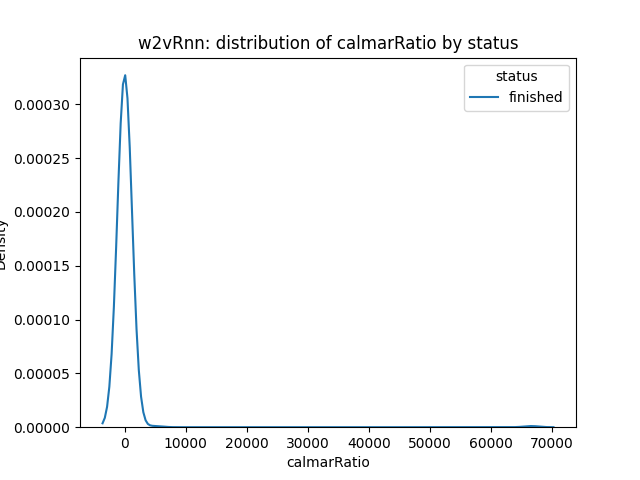 w2vRnn: distribution of calmarRatio by status
status
finished
0.00030
0.00025
0.00020
0.00015
0.00010
0.00005
0.00000
Density
0 10000 20000 30000 40000 50000 60000 70000
calmarRatio